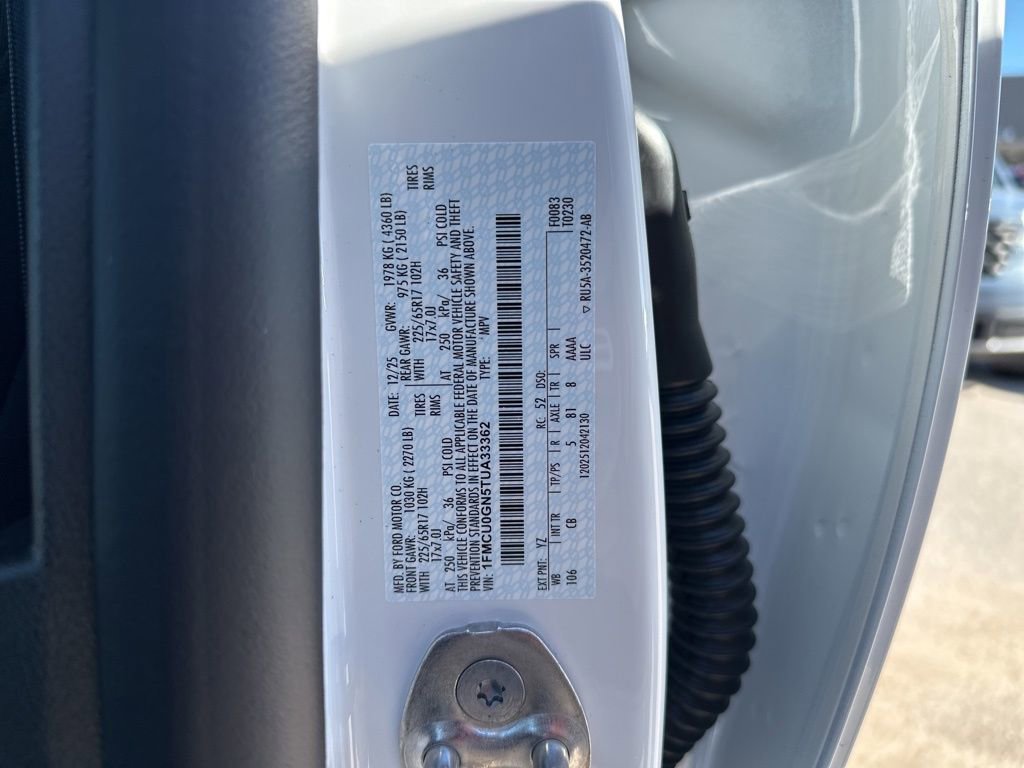 MFD. BY FORD MOTOR CO. DATE: 12/25 GVWR: 1978 KG ( 4360 LB)
FRONT GAWR: 1030 KG ( 2270 LB) REAR GAWR: 975 KG ( 2150 LB)
WITH 225/65R17 102H TIRES WITH 225/65R17 102H TIRES
17x7.0J RIMS 17x7.0J RIMS
AT 250 kPa/ 36 PSI COLD AT 250 kPa/ 36 PSI COLD
THIS VEHICLE CONFORMS TO ALL APPLICABLE FEDERAL MOTOR VEHICLE SAFETY AND THEFT
PREVENTION STANDARDS IN EFFECT ON THE DATE OF MANUFACTURE SHOWN ABOVE.
VIN: 1FMCU0GN5TUA33362 TYPE: MPV
EXT PNT: YZ RC: 52 DSO: F0083
WB INT TR TP/PS R AXLE TR SPR T0230
106 CB 5 81 8 AAAA
1202512042130 ULC RU5A-3520472-AB